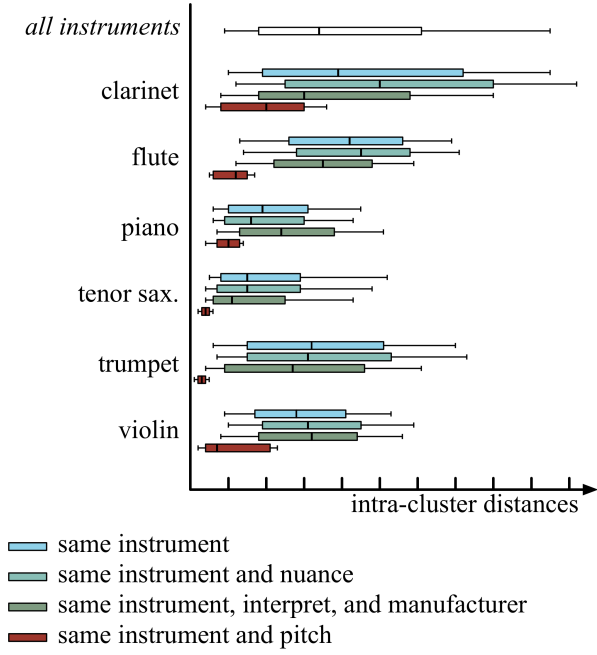 all instruments
clarinet
flute
piano
tenor sax.
trumpet
violin
intra-cluster distances
same instrument
same instrument and nuance
same instrument, interpret, and manufacturer
same instrument and pitch